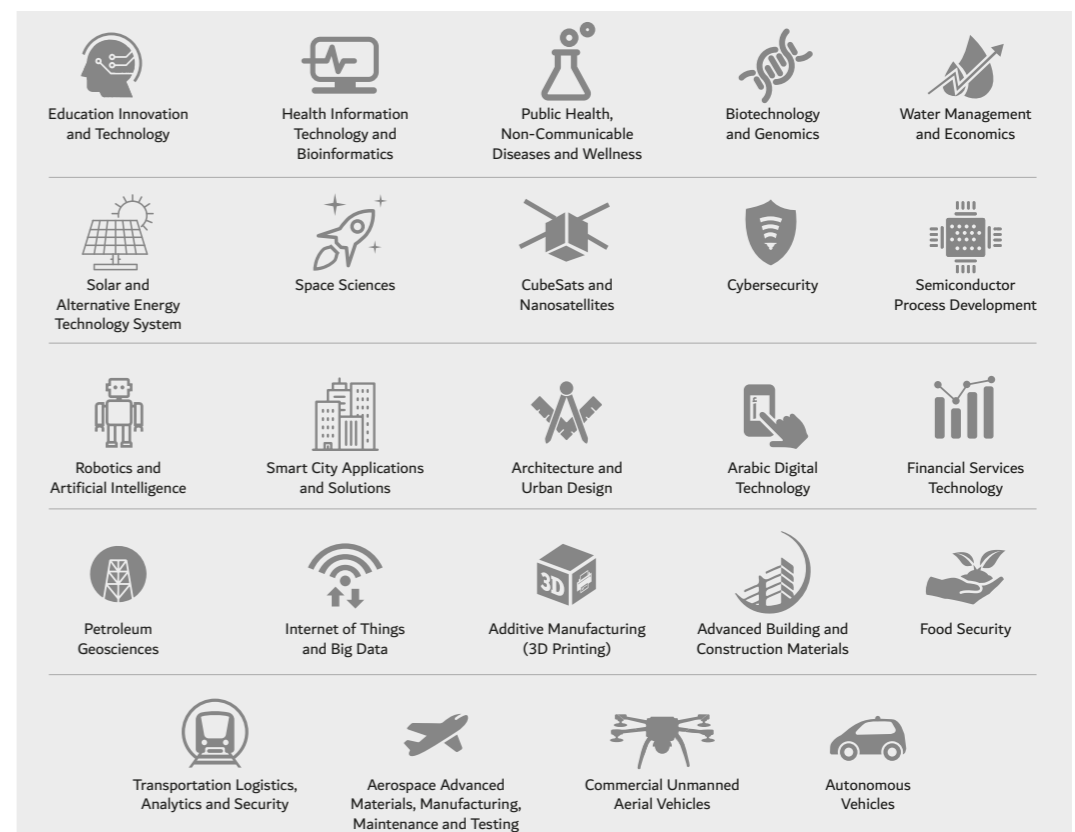 Education Innovation
and Technology
Health Information
Technology and
Bioinformatics
Public Health,
Non-Communicable
Diseases and Wellness
Biotechnology
and Genomics
Water Management
and Economics
Solar and
Alternative Energy
Technology System
Space Sciences
CubeSats and
Nanosatellites
Cybersecurity
Semiconductor
Process Development
Robotics and
Artificial Intelligence
Smart City Applications
and Solutions
Architecture and
Urban Design
i
Arabic Digital
Technology
Financial Services
Technology
Petroleum
Geosciences
Internet of Things
and Big Data
3D
Additive Manufacturing
(3D Printing)
Advanced Building and
Construction Materials
Food Security
Transportation Logistics,
Analytics and Security
Aerospace Advanced
Materials, Manufacturing,
Maintenance and Testing
Commercial Unmanned
Aerial Vehicles
Autonomous
Vehicles